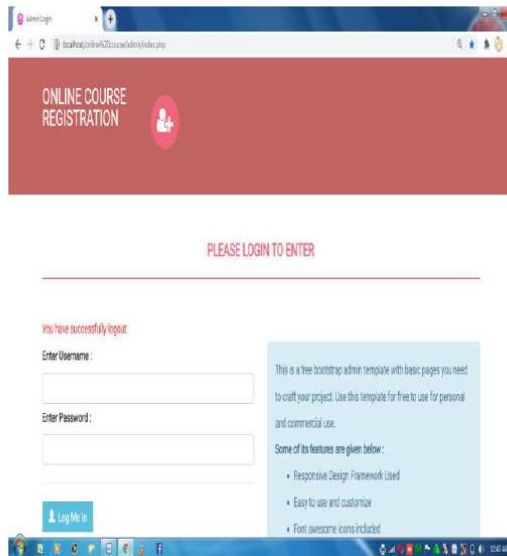 Admin Login
localhost/online%20course/admin/index.php
ONLINE COURSE
REGISTRATION
PLEASE LOGIN TO ENTER
You have successfully logout
Enter Username :
Enter Password :
Log Me In
This is a free bootstrap admin template with basic pages you need
to craft your project. Use this template for free to use for personal
and commercial use.
Some of its features are given below :
Responsive Design Framework Used
Easy to use and customize
Font awesome icons included